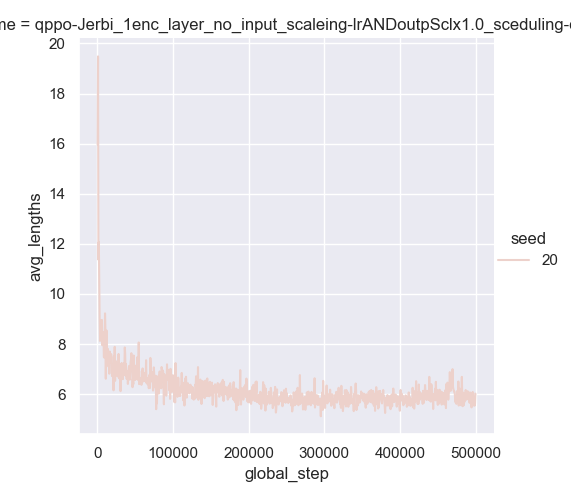 me = qppo-Jerbi_1enc_layer_no_input_scaleing-lrANDoutpSclx1.0_sceduling-
20
18
16
14
12
10
8
6
avg_lengths
0 100000 200000 300000 400000 500000
global_step
seed
20